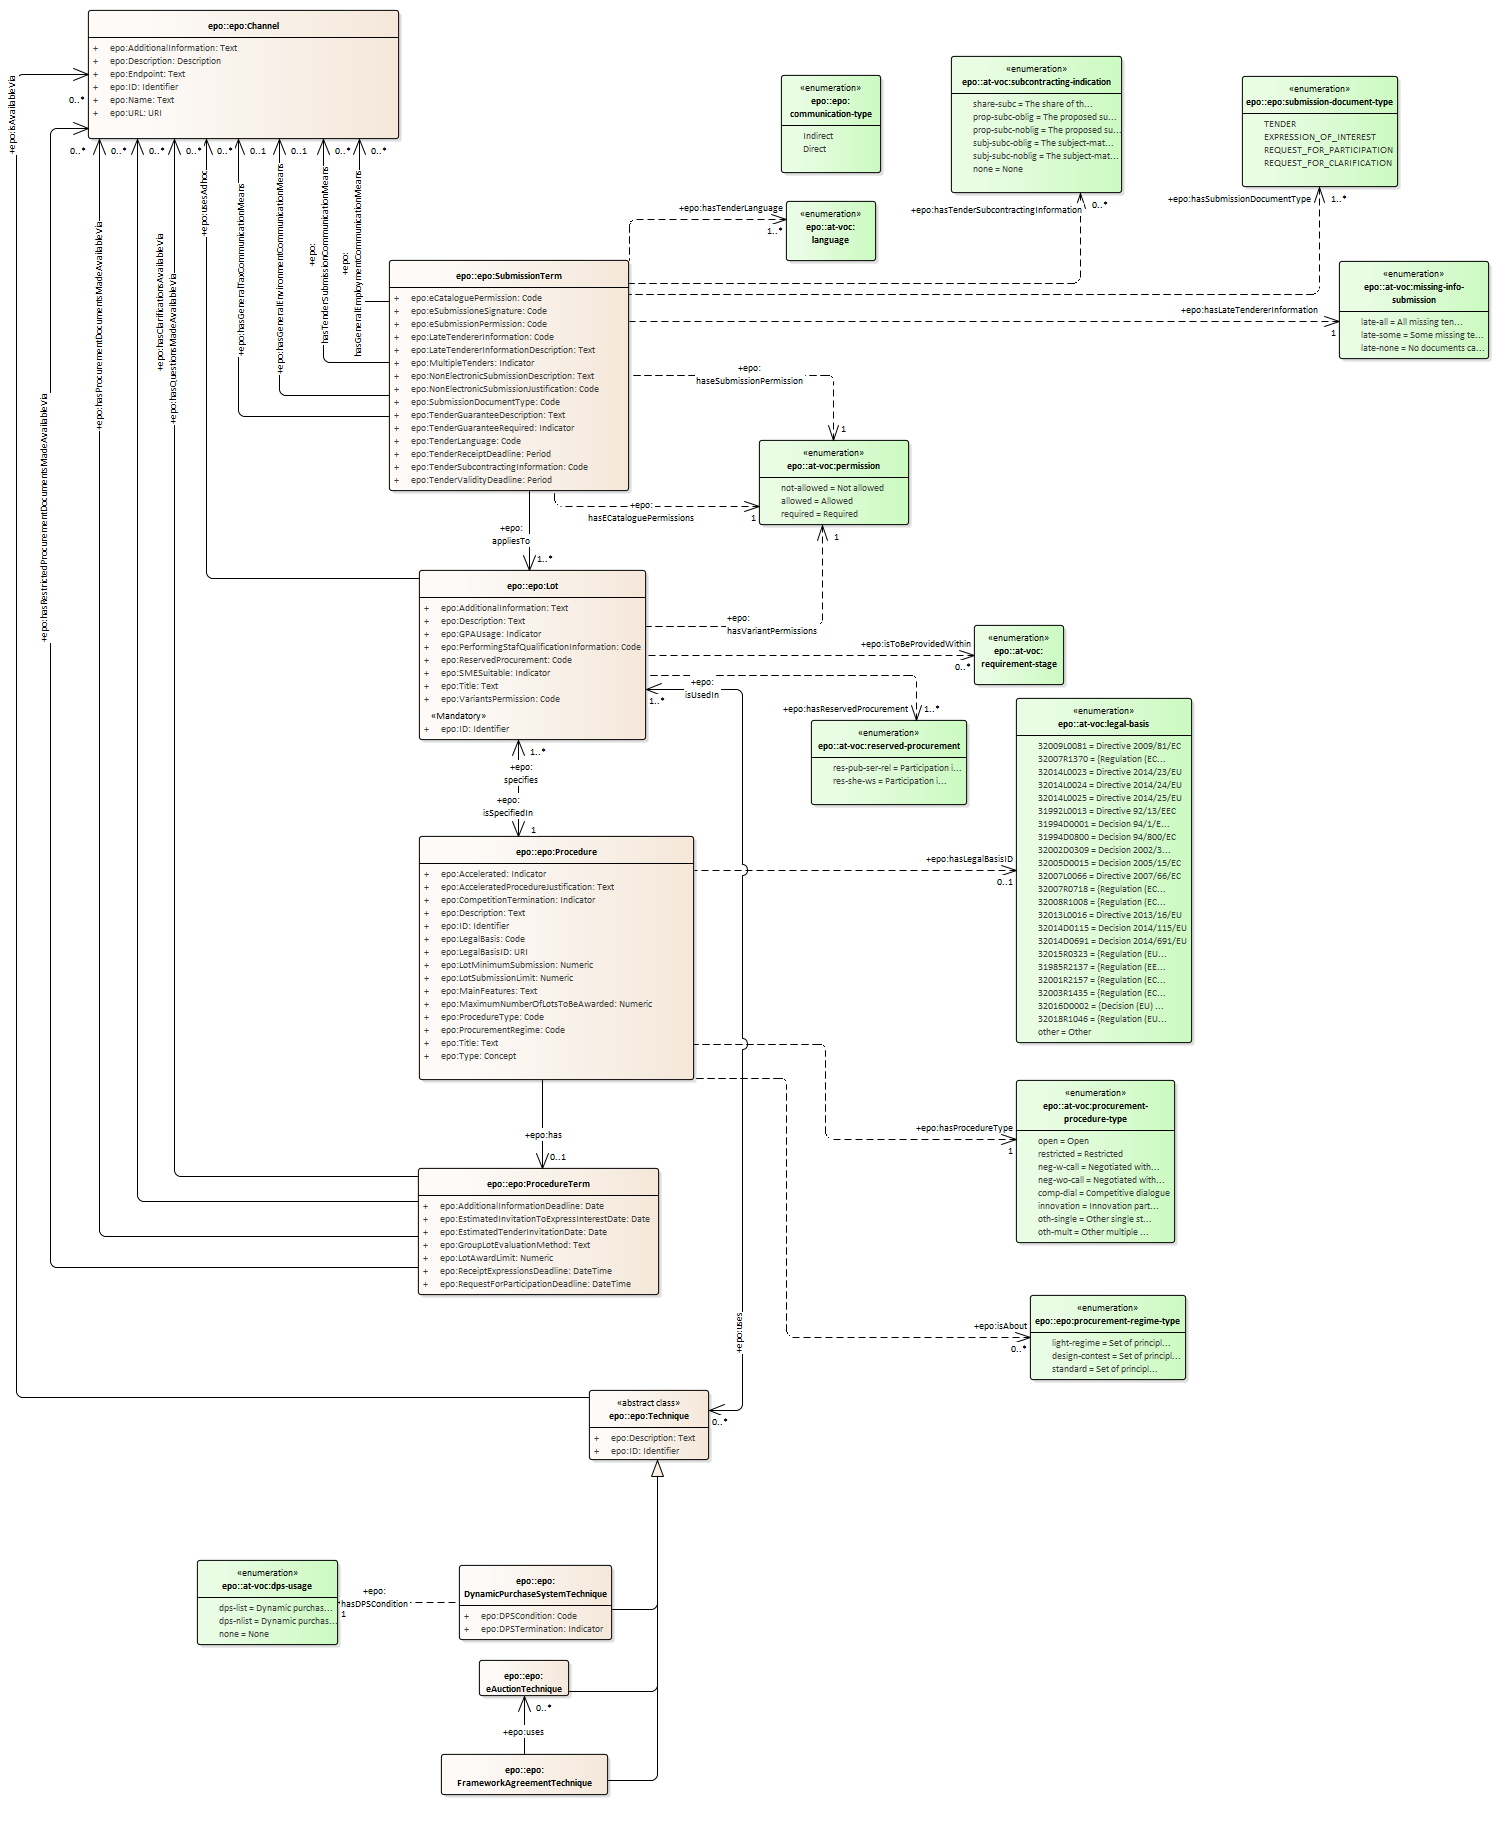 epo::epo:Channel
+ epo:AdditionalInformation: Text
+ epo:Description: Description
+ epo:Endpoint: Text
+ epo:ID: Identifier
+ epo:Name: Text
+ epo:URL: URI
+epo:isAvailableVia
0..*
0..*
0..*
0..*
0..*
0..*
0..1
0..1
0..*
0..*
+epo:hasRestrictedProcurementDocumentsMadeAvailableVia
+epo:hasProcurementDocumentsMadeAvailableVia
+epo:hasClarificationsAvailableVia
+epo:hasQuestionsMadeAvailableVia
+epo:usesAdhoc
+epo:hasGeneralTaxCommunicationMeans
+epo:hasGeneralEnvironmentCommunicationMeans
+epo:
hasTenderSubmissionCommunicationMeans
+epo:
hasGeneralEmploymentCommunicationMeans
«enumeration»
epo::epo:
communication-type
Indirect
Direct
«enumeration»
epo::at-voc:subcontracting-indication
share-subc = The share of th...
prop-subc-oblig = The proposed su...
prop-subc-noblig = The proposed su...
subj-subc-oblig = The subject-mat...
subj-subc-noblig = The subject-mat...
none = None
«enumeration»
epo::epo:submission-document-type
TENDER
EXPRESSION_OF_INTEREST
REQUEST_FOR_PARTICIPATION
REQUEST_FOR_CLARIFICATION
+epo:hasTenderLanguage
1..*
«enumeration»
epo::at-voc:
language
+epo:hasTenderSubcontractingInformation
0..*
+epo:hasSubmissionDocumentType
1..*
«enumeration»
epo::at-voc:missing-info-
submission
late-all = All missing ten...
late-some = Some missing te...
late-none = No documents ca...
+epo:hasLateTendererInformation
1
epo::epo:SubmissionTerm
+ epo:eCataloguePermission: Code
+ epo:eSubmissioneSignature: Code
+ epo:eSubmissionPermission: Code
+ epo:LateTendererInformation: Code
+ epo:LateTendererInformationDescription: Text
+ epo:MultipleTenders: Indicator
+ epo:NonElectronicSubmissionDescription: Text
+ epo:NonElectronicSubmissionJustification: Code
+ epo:SubmissionDocumentType: Code
+ epo:TenderGuaranteeDescription: Text
+ epo:TenderGuaranteeRequired: Indicator
+ epo:TenderLanguage: Code
+ epo:TenderReceiptDeadline: Period
+ epo:TenderSubcontractingInformation: Code
+ epo:TenderValidityDeadline: Period
+epo:
haseSubmissionPermission
1
«enumeration»
epo::at-voc:permission
not-allowed = Not allowed
allowed = Allowed
required = Required
+epo:
hasECataloguePermissions
1
1
+epo:
appliesTo
1..*
epo::epo:Lot
+ epo:AdditionalInformation: Text
+ epo:Description: Text
+ epo:GPAUsage: Indicator
+ epo:PerformingStafQualificationInformation: Code
+ epo:ReservedProcurement: Code
+ epo:SMESuitable: Indicator
+ epo:Title: Text
+ epo:VariantsPermission: Code
«Mandatory»
+ epo:ID: Identifier
+epo:
hasVariantPermissions
+epo:isToBeProvidedWithin
0..*
«enumeration»
epo::at-voc:
requirement-stage
+epo:
isUsedIn
1..*
+epo:hasReservedProcurement
1..*
«enumeration»
epo::at-voc:reserved-procurement
res-pub-ser-rel = Participation i...
res-she-ws = Participation i...
«enumeration»
epo::at-voc:legal-basis
32009L0081 = Directive 2009/81/EC
32007R1370 = {Regulation (EC...
32014L0023 = Directive 2014/23/EU
32014L0024 = Directive 2014/24/EU
32014L0025 = Directive 2014/25/EU
31992L0013 = Directive 92/13/EEC
31994D0001 = Decision 94/1/E...
31994D0800 = Decision 94/800/EC
32002D0309 = Decision 2002/3...
32005D0015 = Decision 2005/15/EC
32007L0066 = Directive 2007/66/EC
32007R0718 = {Regulation (EC...
32008R1008 = {Regulation (EC...
32013L0016 = Directive 2013/16/EU
32014D0115 = Decision 2014/115/EU
32014D0691 = Decision 2014/691/EU
32015R0323 = {Regulation (EU...
31985R2137 = {Regulation (EE...
32001R2157 = {Regulation (EC...
32003R1435 = {Regulation (EC...
32016D0002 = {Decision (EU) ...
32018R1046 = {Regulation (EU...
other = Other
1..*
+epo:
specifies
+epo:
isSpecifiedIn
1
epo::epo:Procedure
+ epo:Accelerated: Indicator
+ epo:AcceleratedProcedureJustification: Text
+ epo:CompetitionTermination: Indicator
+ epo:Description: Text
+ epo:ID: Identifier
+ epo:LegalBasis: Code
+ epo:LegalBasisID: URI
+ epo:LotMinimumSubmission: Numeric
+ epo:LotSubmissionLimit: Numeric
+ epo:MainFeatures: Text
+ epo:MaximumNumberOfLotsToBeAwarded: Numeric
+ epo:ProcedureType: Code
+ epo:ProcurementRegime: Code
+ epo:Title: Text
+ epo:Type: Concept
+epo:hasLegalBasisID
0..1
+epo:hasProcedureType
1
«enumeration»
epo::at-voc:procurement-
procedure-type
open = Open
restricted = Restricted
neg-w-call = Negotiated with...
neg-wo-call = Negotiated with...
comp-dial = Competitive dialogue
innovation = Innovation part...
oth-single = Other single st...
oth-mult = Other multiple ...
+epo:has
0..1
epo::epo:ProcedureTerm
+ epo:AdditionalInformationDeadline: Date
+ epo:EstimatedInvitationToExpressInterestDate: Date
+ epo:EstimatedTenderInvitationDate: Date
+ epo:GroupLotEvaluationMethod: Text
+ epo:LotAwardLimit: Numeric
+ epo:ReceiptExpressionsDeadline: DateTime
+ epo:RequestForParticipationDeadline: DateTime
+epo:isAbout
0..*
«enumeration»
epo::epo:procurement-regime-type
light-regime = Set of principl...
design-contest = Set of principl...
standard = Set of principl...
+epo:uses
0..*
«abstract class»
epo::epo:Technique
+ epo:Description: Text
+ epo:ID: Identifier
«enumeration»
epo::at-voc:dps-usage
dps-list = Dynamic purchas...
dps-nlist = Dynamic purchas...
none = None
+epo:
hasDPSCondition
1
epo::epo:
DynamicPurchaseSystemTechnique
+ epo:DPSCondition: Code
+ epo:DPSTermination: Indicator
epo::epo:
eAuctionTechnique
0..*
+epo:uses
epo::epo:
FrameworkAgreementTechnique